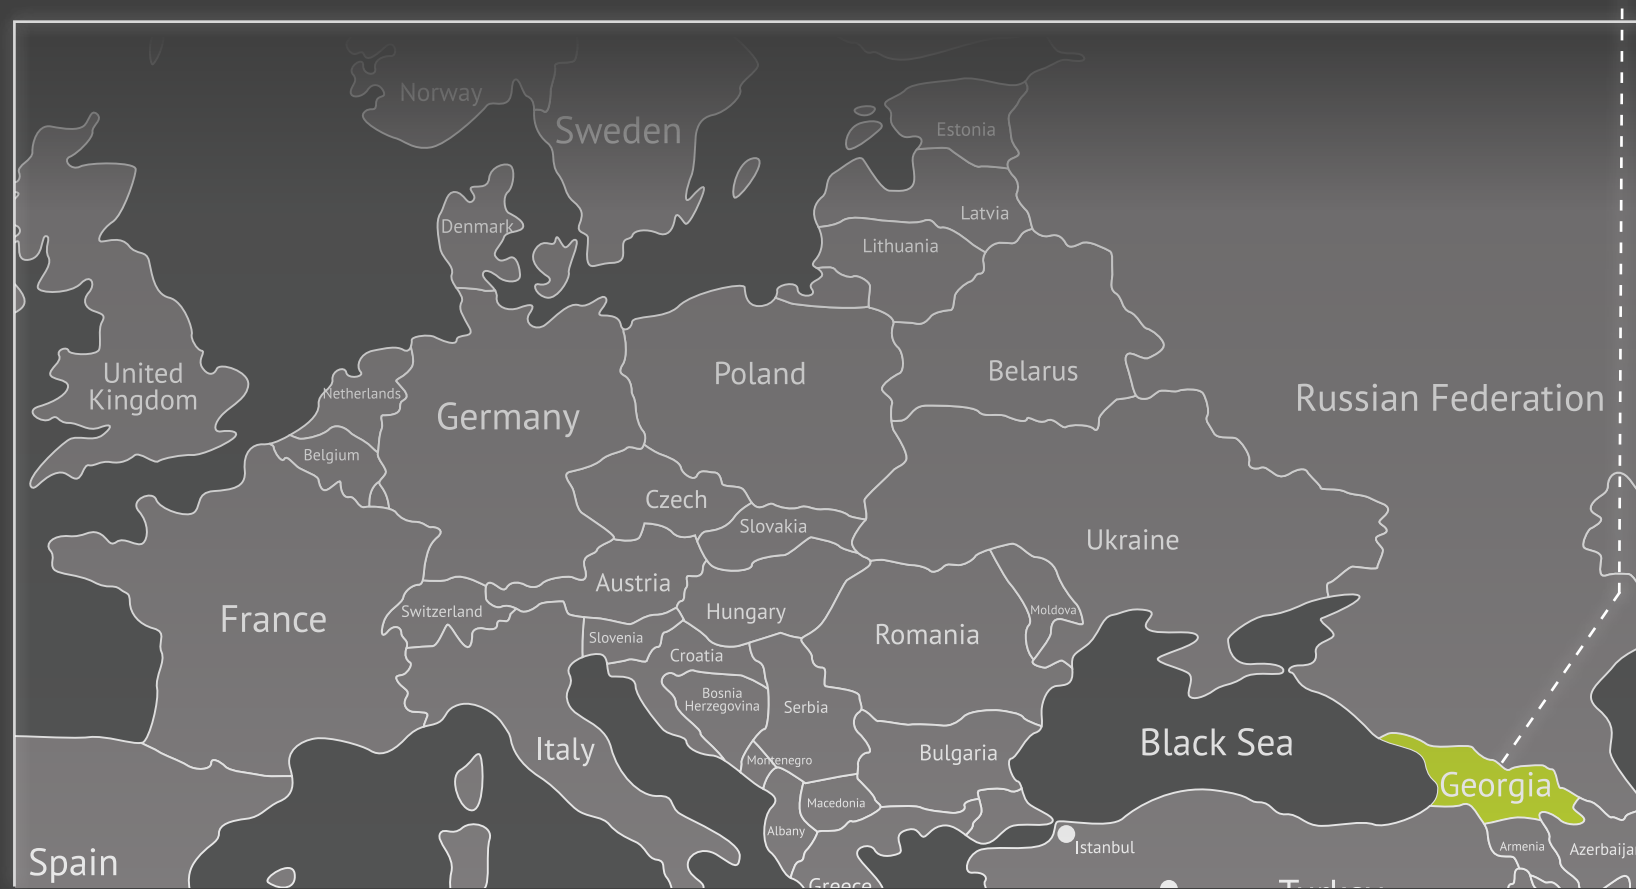 Norway
Sweden
Estonia
Latvia
Denmark
Lithuania
United
Kingdom
Netherlands
Poland
Belarus
Russian Federation
Germany
Belgium
Czech
Slovakia
Ukraine
Austria
France
Switzerland
Hungary
Moldova
Romania
Slovenia
Croatia
Bosnia
Herzegovina
Serbia
Italy
Montenegro
Bulgaria
Black Sea
Georgia
Macedonia
Albany
Istanbul
Armenia
Azerbaija
Spain
Greece
Turkey